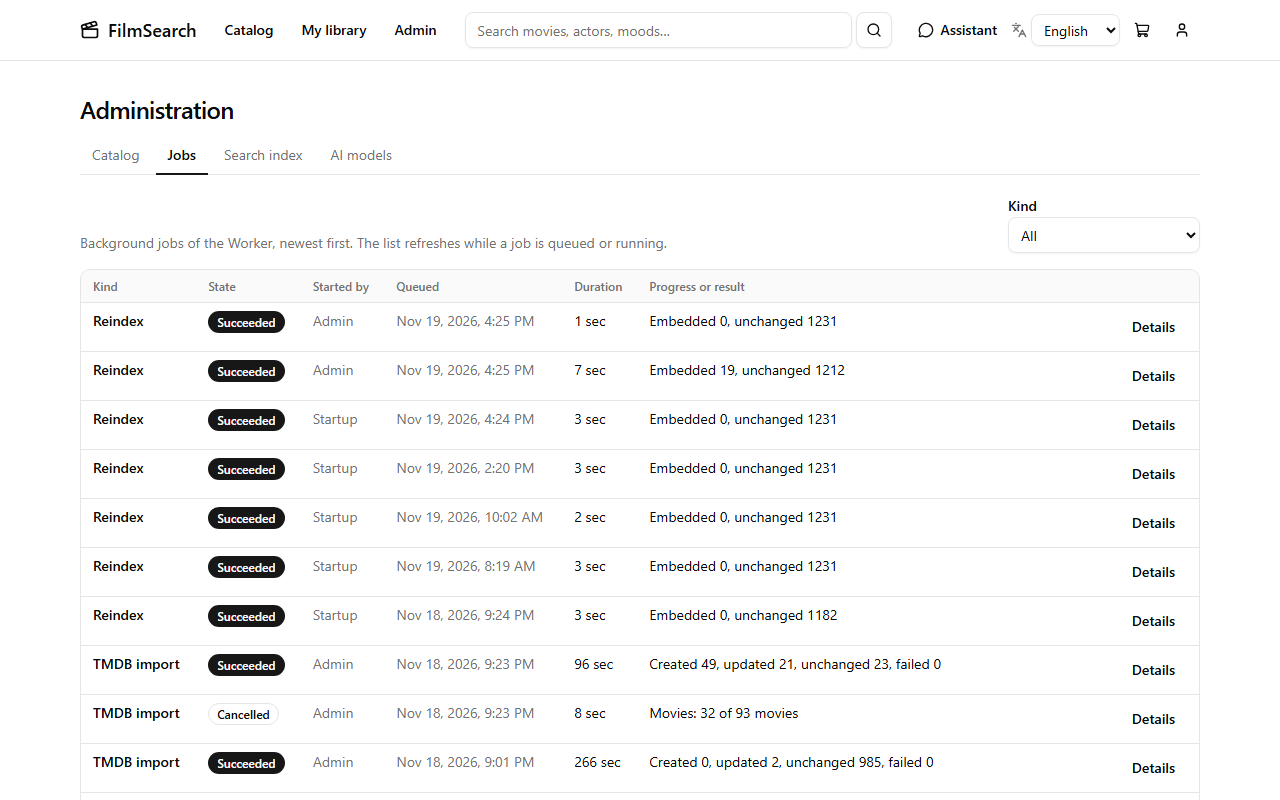 FilmSearch Catalog My library Admin Search movies, actors, moods... Assistant English
Administration
Catalog Jobs Search index AI models
Kind
All
Background jobs of the Worker, newest first. The list refreshes while a job is queued or running.
Kind State Started by Queued Duration Progress or result
Reindex Succeeded Admin Nov 19, 2026, 4:25 PM 1 sec Embedded 0, unchanged 1231 Details
Reindex Succeeded Admin Nov 19, 2026, 4:25 PM 7 sec Embedded 19, unchanged 1212 Details
Reindex Succeeded Startup Nov 19, 2026, 4:24 PM 3 sec Embedded 0, unchanged 1231 Details
Reindex Succeeded Startup Nov 19, 2026, 2:20 PM 3 sec Embedded 0, unchanged 1231 Details
Reindex Succeeded Startup Nov 19, 2026, 10:02 AM 2 sec Embedded 0, unchanged 1231 Details
Reindex Succeeded Startup Nov 19, 2026, 8:19 AM 3 sec Embedded 0, unchanged 1231 Details
Reindex Succeeded Startup Nov 18, 2026, 9:24 PM 3 sec Embedded 0, unchanged 1182 Details
TMDB import Succeeded Admin Nov 18, 2026, 9:23 PM 96 sec Created 49, updated 21, unchanged 23, failed 0 Details
TMDB import Cancelled Admin Nov 18, 2026, 9:23 PM 8 sec Movies: 32 of 93 movies Details
TMDB import Succeeded Admin Nov 18, 2026, 9:01 PM 266 sec Created 0, updated 2, unchanged 985, failed 0 Details